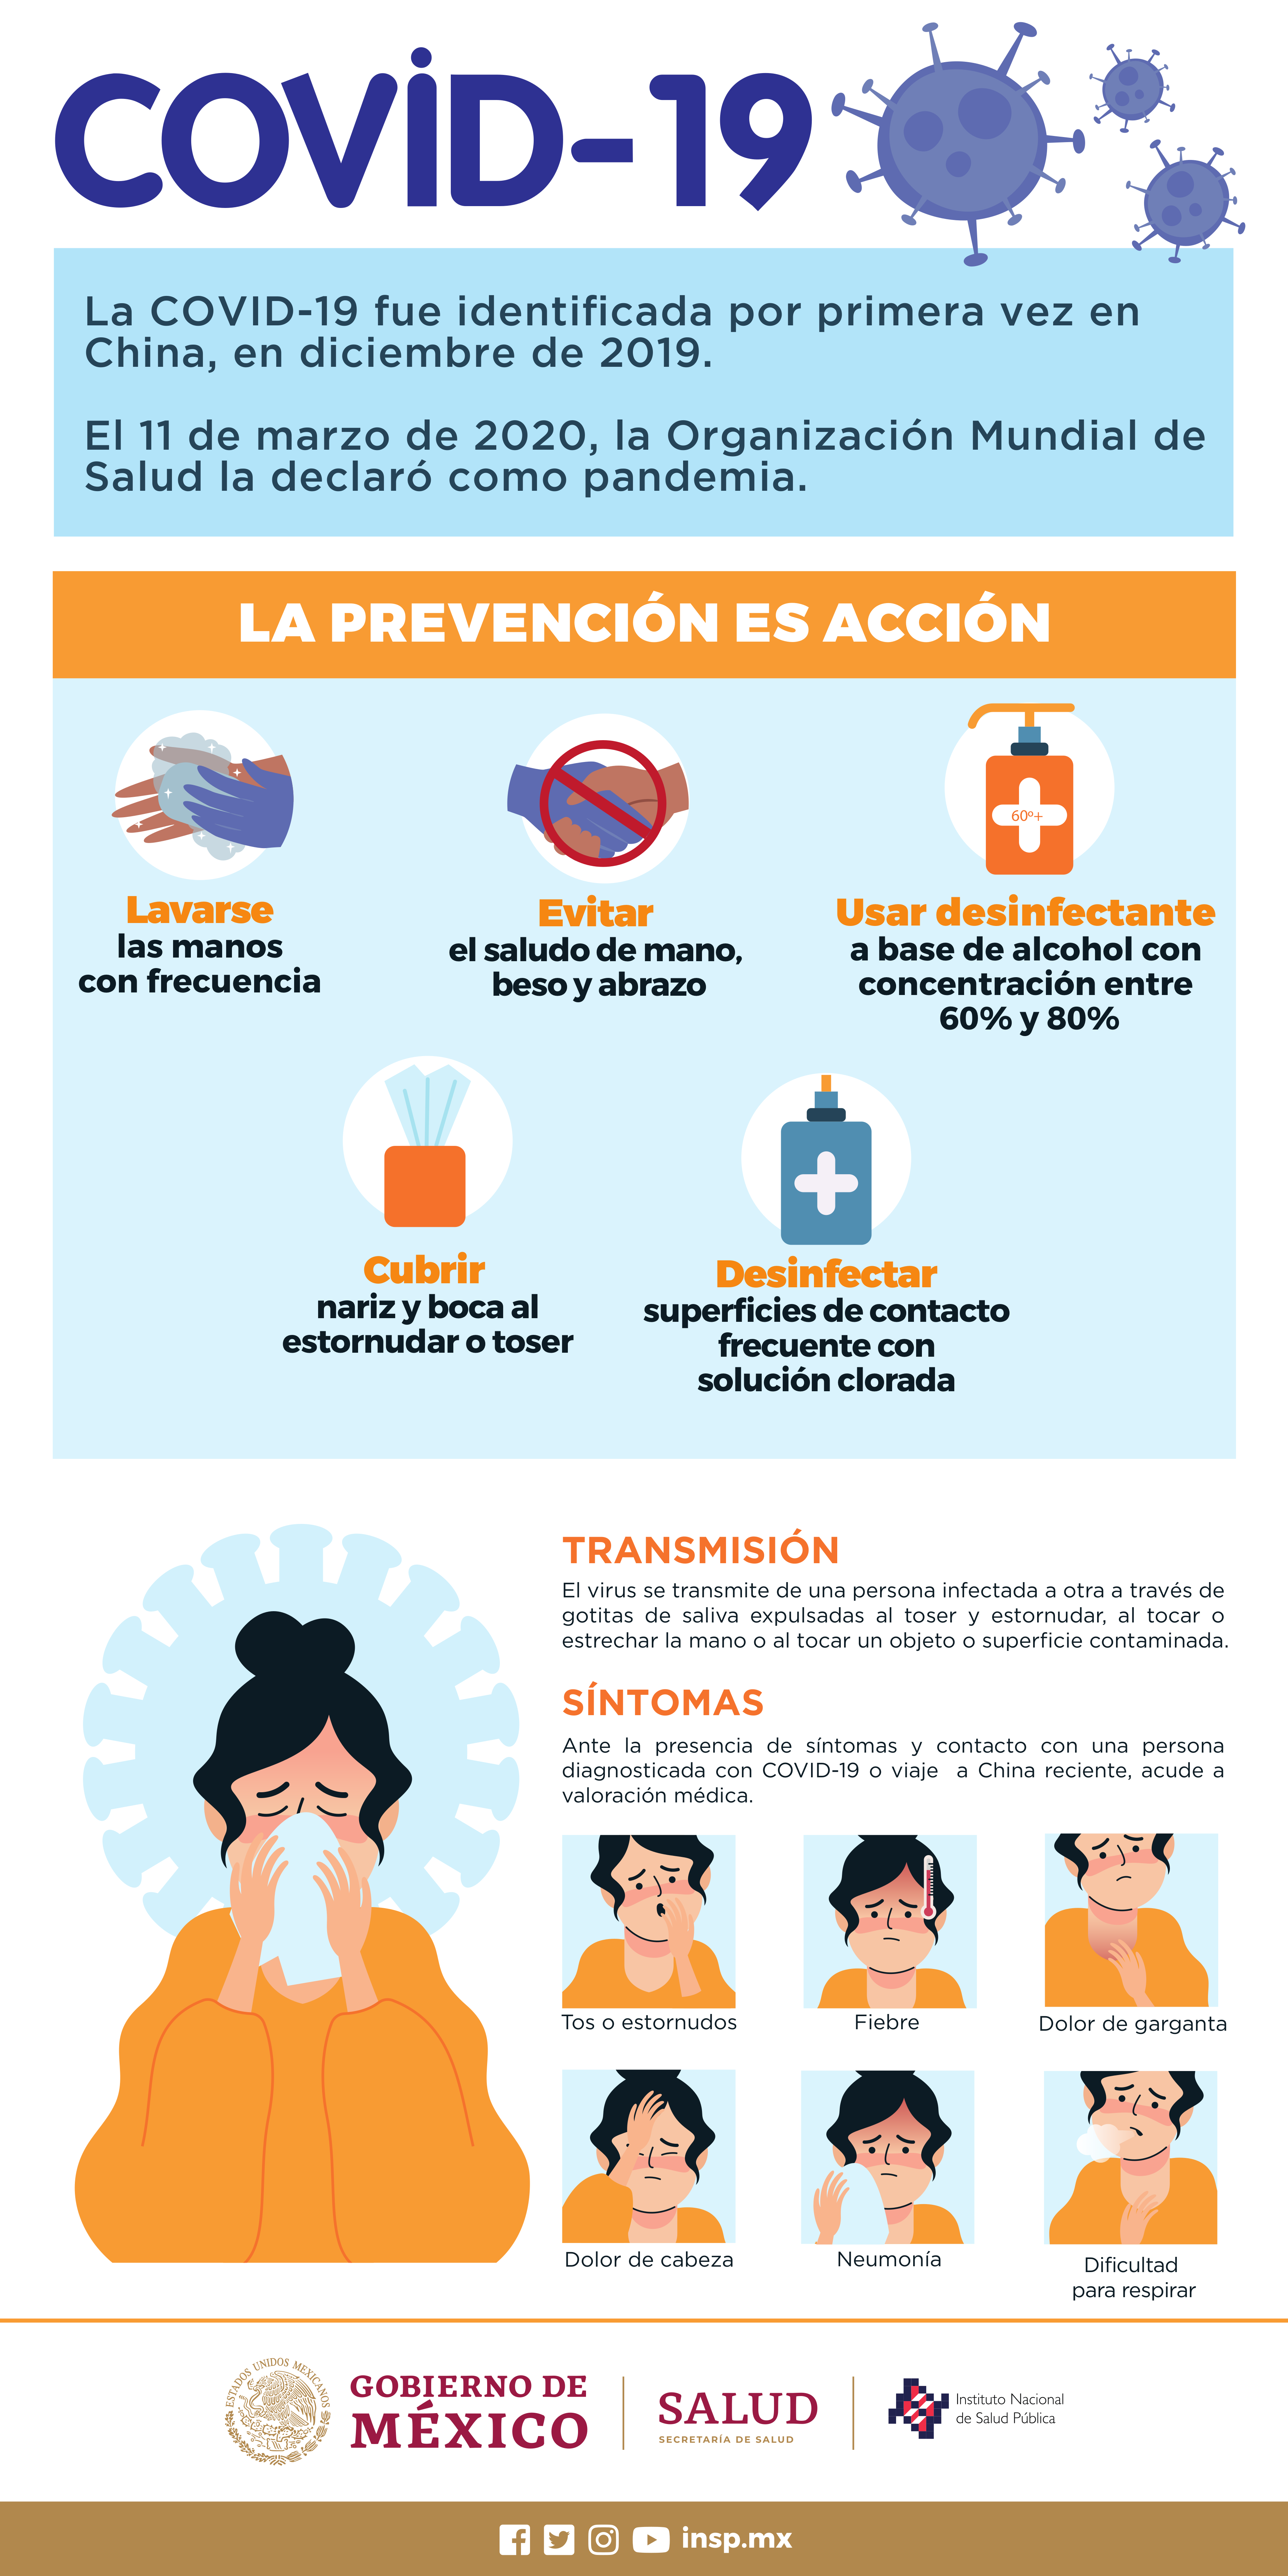 COVID-19
La COVID-19 fue identificada por primera vez en
China, en diciembre de 2019.
El 11 de marzo de 2020, la Organización Mundial de
Salud la declaró como pandemia.
LA PREVENCIÓN ES ACCIÓN
60º+
Lavarse
las manos
con frecuencia
Evitar
el saludo de mano,
beso y abrazo
Usar desinfectante
a base de alcohol con
concentración entre
60% y 80%
Cubrir
nariz y boca al
estornudar o toser
Desinfectar
superficies de contacto
frecuente con
solución clorada
TRANSMISIÓN
El virus se transmite de una persona infectada a otra a través de
gotitas de saliva expulsadas al toser y estornudar, al tocar o
estrechar la mano o al tocar un objeto o superficie contaminada.
SÍNTOMAS
Ante la presencia de síntomas y contacto con una persona
diagnosticada con COVID-19 o viaje a China reciente, acude a
valoración médica.
Tos o estornudos
Fiebre
Dolor de garganta
Dolor de cabeza
Neumonía
Dificultad
para respirar
ESTADOS UNIDOS MEXICANOS
GOBIERNO DE
MÉXICO
SALUD
SECRETARÍA DE SALUD
Instituto Nacional
de Salud Pública
insp.mx